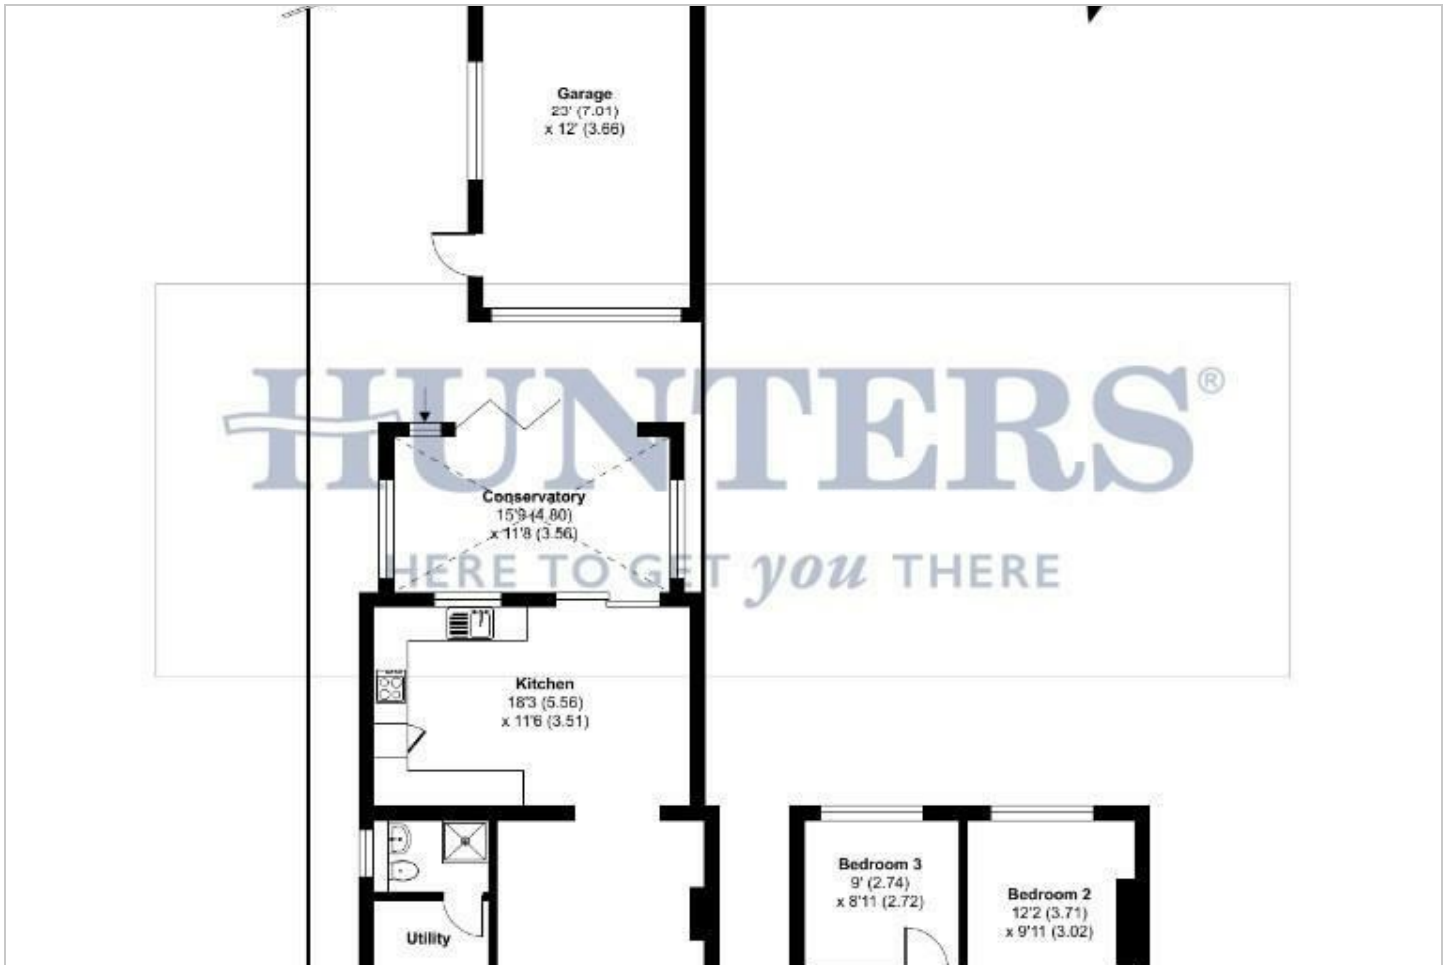 Garage
23' (7.01)
x 12' (3.66)
HUNTERS®
Conservatory
15'9 (4.80)
x 11'8 (3.56)
HERE TO GET you THERE
Kitchen
18'3 (5.56)
x 11'6 (3.51)
Bedroom 3
9' (2.74)
x 8'11 (2.72)
Bedroom 2
12'2 (3.71)
x 9'11 (3.02)
Utility